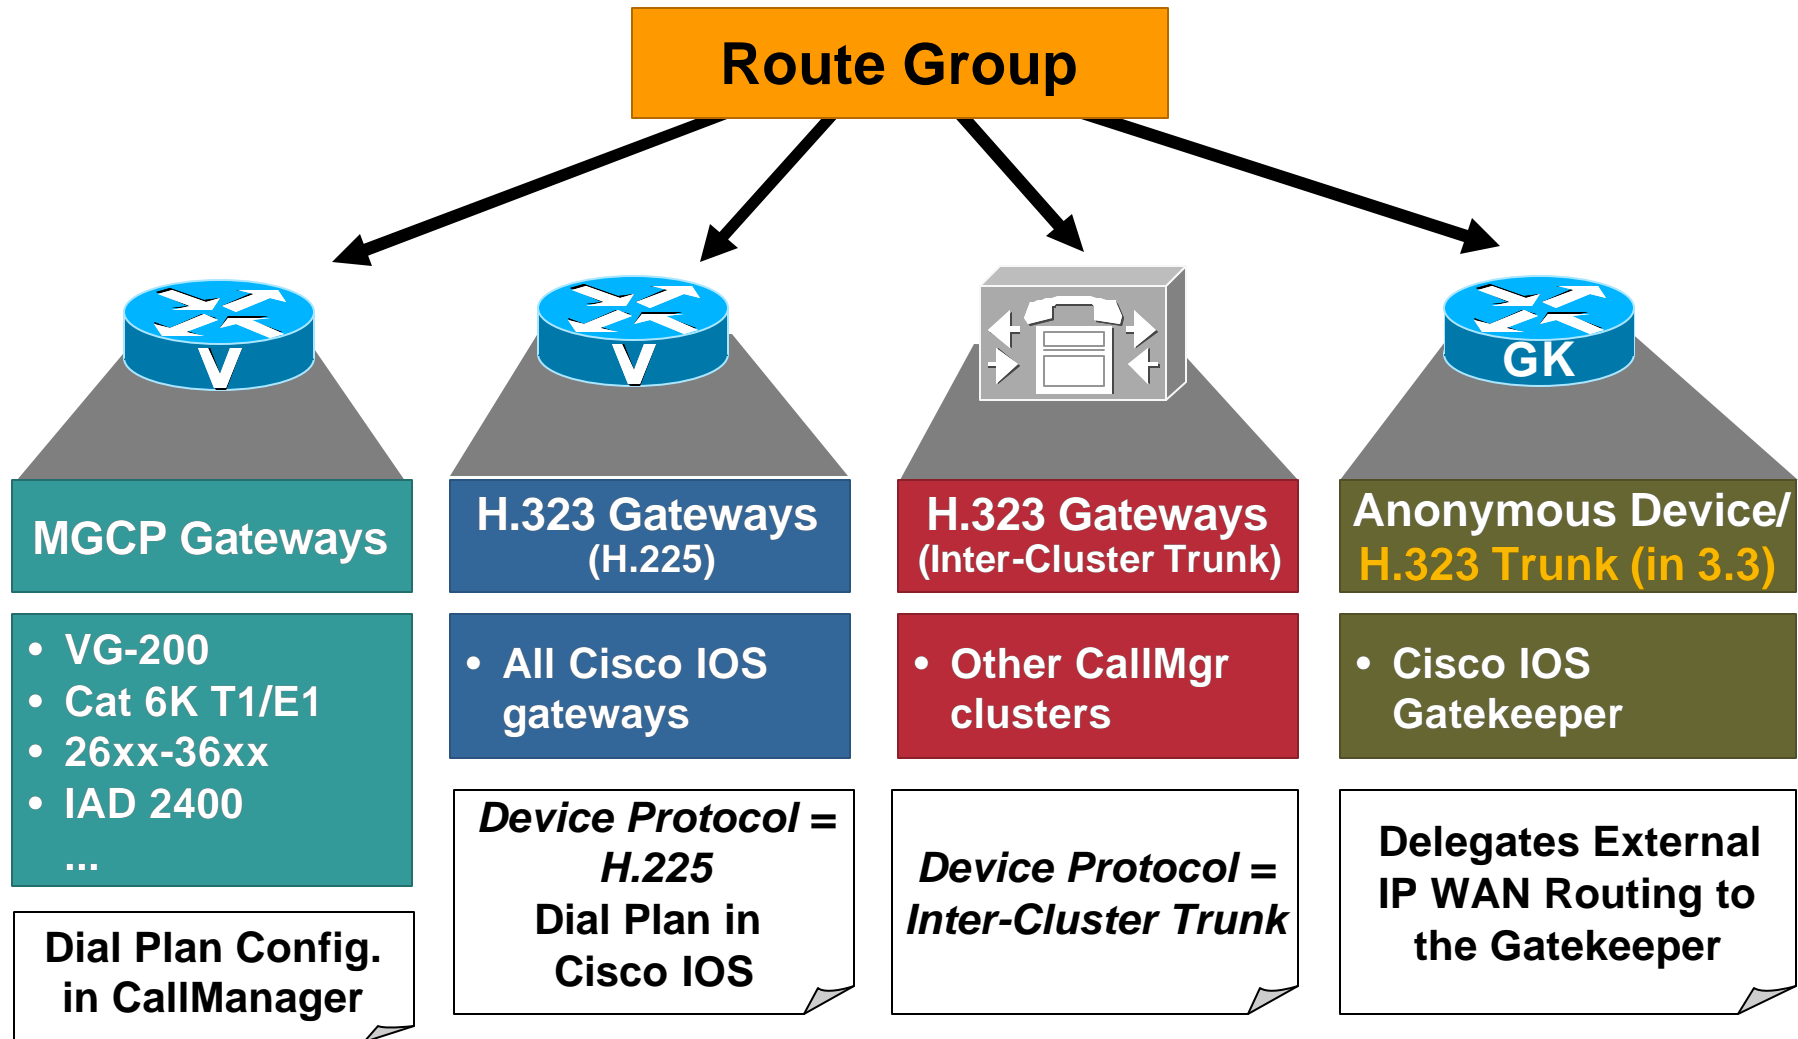 Route Group
V
V
GK
MGCP Gateways
• VG-200
• Cat 6K T1/E1
• 26xx-36xx
• IAD 2400
...
Dial Plan Config.
in CallManager
H.323 Gateways
(H.225)
• All Cisco IOS
gateways
Device Protocol =
H.225
Dial Plan in
Cisco IOS
H.323 Gateways
(Inter-Cluster Trunk)
• Other CallMgr
clusters
Device Protocol =
Inter-Cluster Trunk
Anonymous Device/
H.323 Trunk (in 3.3)
• Cisco IOS
Gatekeeper
Delegates External
IP WAN Routing to
the Gatekeeper